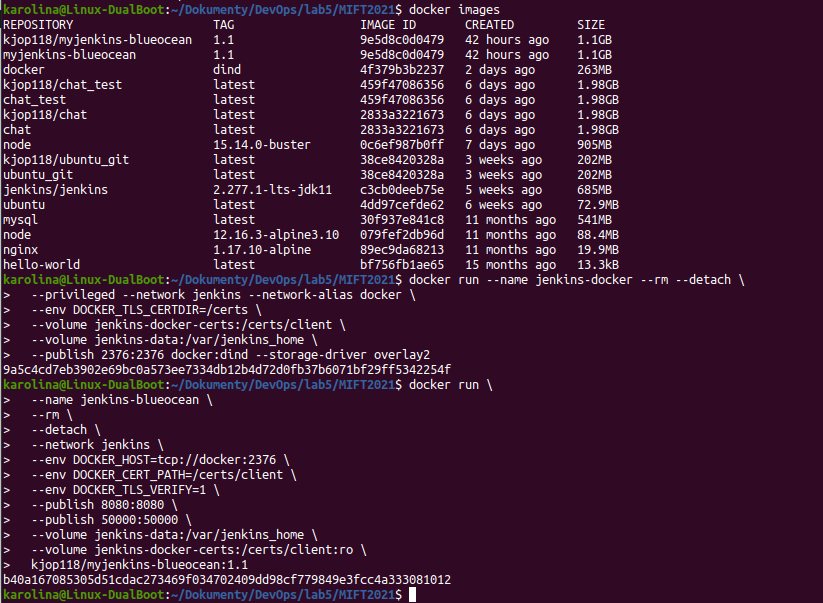 karolina@Linux-DualBoot:~/Dokumenty/DevOps/lab5/MIFT2021$ docker images
REPOSITORY TAG IMAGE ID CREATED SIZE
kjop118/myjenkins-blueocean 1.1 9e5d8c0d0479 42 hours ago 1.1GB
myjenkins-blueocean 1.1 9e5d8c0d0479 42 hours ago 1.1GB
docker dind 4f379b3b2237 2 days ago 263MB
kjop118/chat_test latest 459f47086356 6 days ago 1.98GB
chat_test latest 459f47086356 6 days ago 1.98GB
kjop118/chat latest 2833a3221673 6 days ago 1.98GB
chat latest 2833a3221673 6 days ago 1.98GB
node 15.14.0-buster 0c6ef987b0ff 7 days ago 905MB
kjop118/ubuntu_git latest 38ce8420328a 3 weeks ago 202MB
ubuntu_git latest 38ce8420328a 3 weeks ago 202MB
jenkins/jenkins 2.277.1-lts-jdk11 c3cb0deeb75e 5 weeks ago 685MB
ubuntu latest 4dd97cefde62 6 weeks ago 72.9MB
mysql latest 30f937e841c8 11 months ago 541MB
node 12.16.3-alpine3.10 079fef2db96d 11 months ago 88.4MB
nginx 1.17.10-alpine 89ec9da68213 11 months ago 19.9MB
hello-world latest bf756fb1ae65 15 months ago 13.3kB
karolina@Linux-DualBoot:~/Dokumenty/DevOps/lab5/MIFT2021$ docker run --name jenkins-docker --rm --detach \
> --privileged --network jenkins --network-alias docker \
> --env DOCKER_TLS_CERTDIR=/certs \
> --volume jenkins-docker-certs:/certs/client \
> --volume jenkins-data:/var/jenkins_home \
> --publish 2376:2376 docker:dind --storage-driver overlay2
9a5c4cd7eb3902e69bc0a573ee7334db12b4d72d0fb37b6071bf29ff5342254f
karolina@Linux-DualBoot:~/Dokumenty/DevOps/lab5/MIFT2021$ docker run \
> --name jenkins-blueocean \
> --rm \
> --detach \
> --network jenkins \
> --env DOCKER_HOST=tcp://docker:2376 \
> --env DOCKER_CERT_PATH=/certs/client \
> --env DOCKER_TLS_VERIFY=1 \
> --publish 8080:8080 \
> --publish 50000:50000 \
> --volume jenkins-data:/var/jenkins_home \
> --volume jenkins-docker-certs:/certs/client:ro \
> kjop118/myjenkins-blueocean:1.1
b40a167085305d51cdac273469f034702409dd98cf779849e3fcc4a333081012
karolina@Linux-DualBoot:~/Dokumenty/DevOps/lab5/MIFT2021$